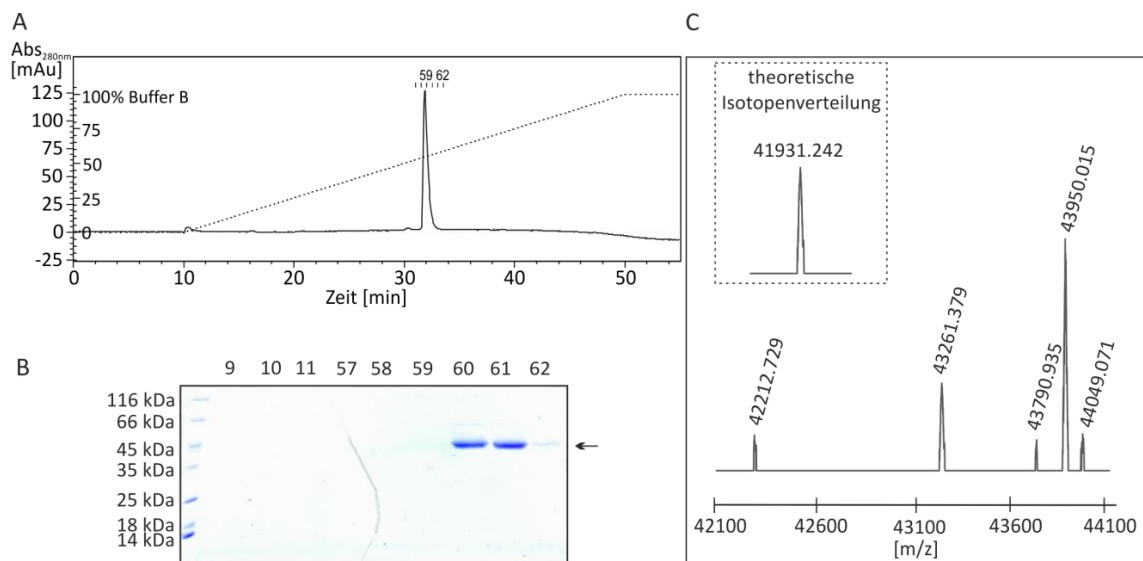 A
Abs280nm
[mAu]
59 62
125
100
75
50
25
0
-25
100% Buffer B
75
50
25
0
0 10 20 30 40 50
Zeit [min]
B
9 10 11 57 58 59 60 61 62
116 kDa
66 kDa
45 kDa
35 kDa
25 kDa
18 kDa
14 kDa
C
theoretische
Isotopenverteilung
41931.242
42212.729
43261.379
43790.935
43950.015
44049.071
42100 42600 43100 43600 44100
[m/z]